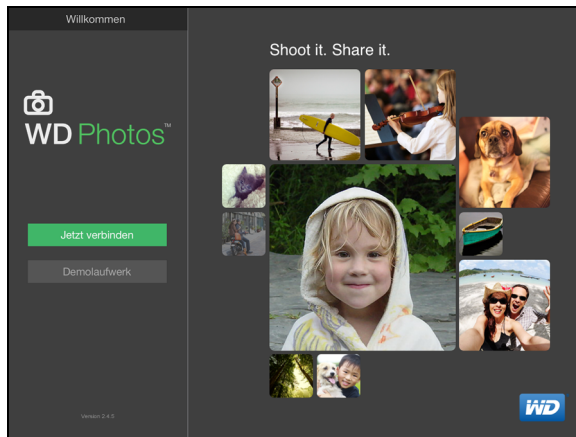 Willkommen
WD Photos™
Jetzt verbinden
Demolaufwerk
Version 2.4.5
Shoot it. Share it.
WD